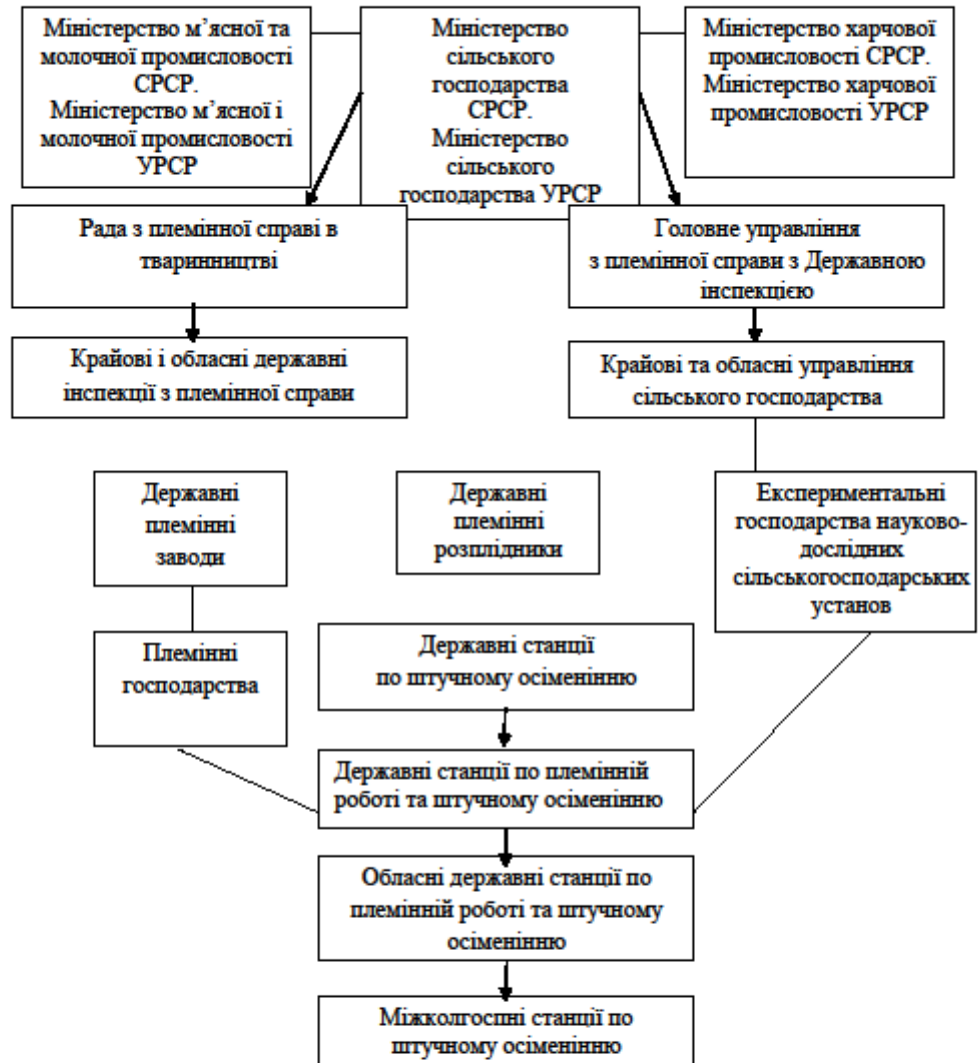 Міністерство м’ясної та
молочної промисловості
СРСР.
Міністерство м’ясної і
молочної промисловості
УРСР
Міністерство
сільського
господарства
СРСР.
Міністерство
сільського
господарства УРСР
Міністерство харчової
промисловості СРСР.
Міністерство харчової
промисловості УРСР
Рада з племінної справі в
тваринництві
Головне управління
з племінної справи з Державною
інспекцією
Крайові і обласні державні
інспекції з племінної справи
Крайові та обласні управління
сільського господарства
Державні
племінні
заводи
Державні
племінні
розплідники
Експериментальні
господарства науково-
дослідних
сільськогосподарських
установ
Племінні
господарства
Державні станції
по штучному осіменінню
Державні станції по племінній
роботі та штучному осіменінню
Обласні державні станції по
племінній роботі та штучному
осіменінню
Міжколгоспні станції по
штучному осіменінню